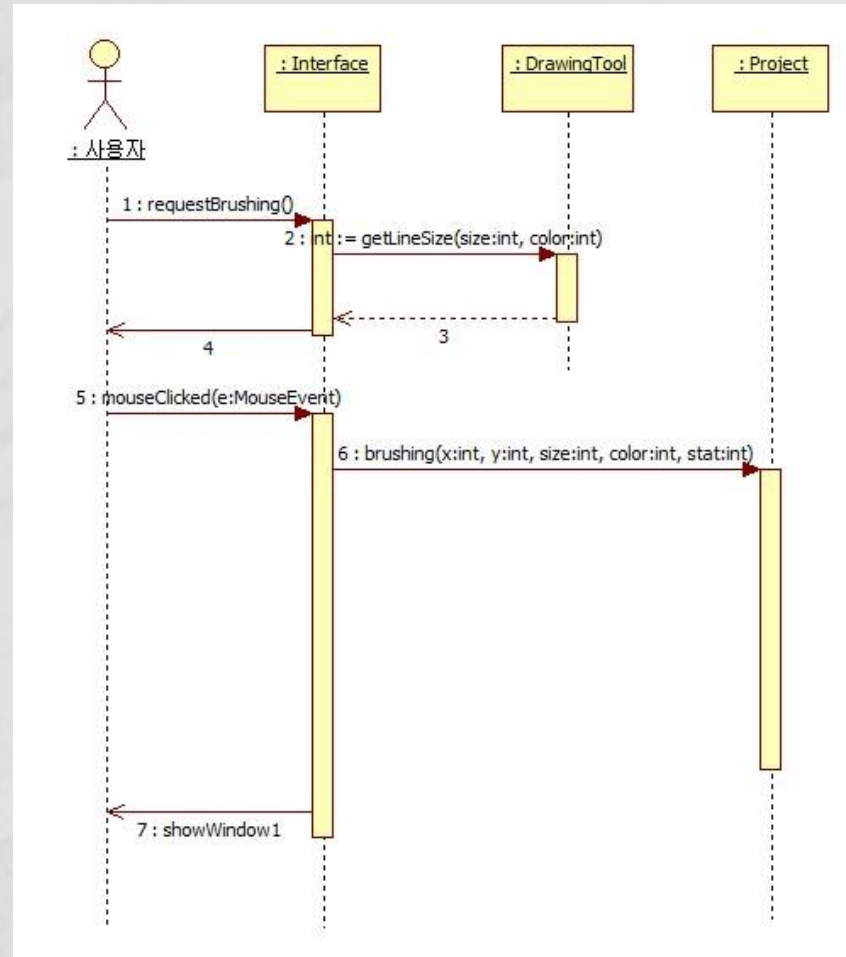 : Interface
: DrawingTool
: Project
: 사용자
1 : requestBrushing()
2 : int := getLineSize(size:int, color:int)
3
4
5 : mouseClicked(e:MouseEvent)
6 : brushing(x:int, y:int, size:int, color:int, stat:int)
7 : showWindow1